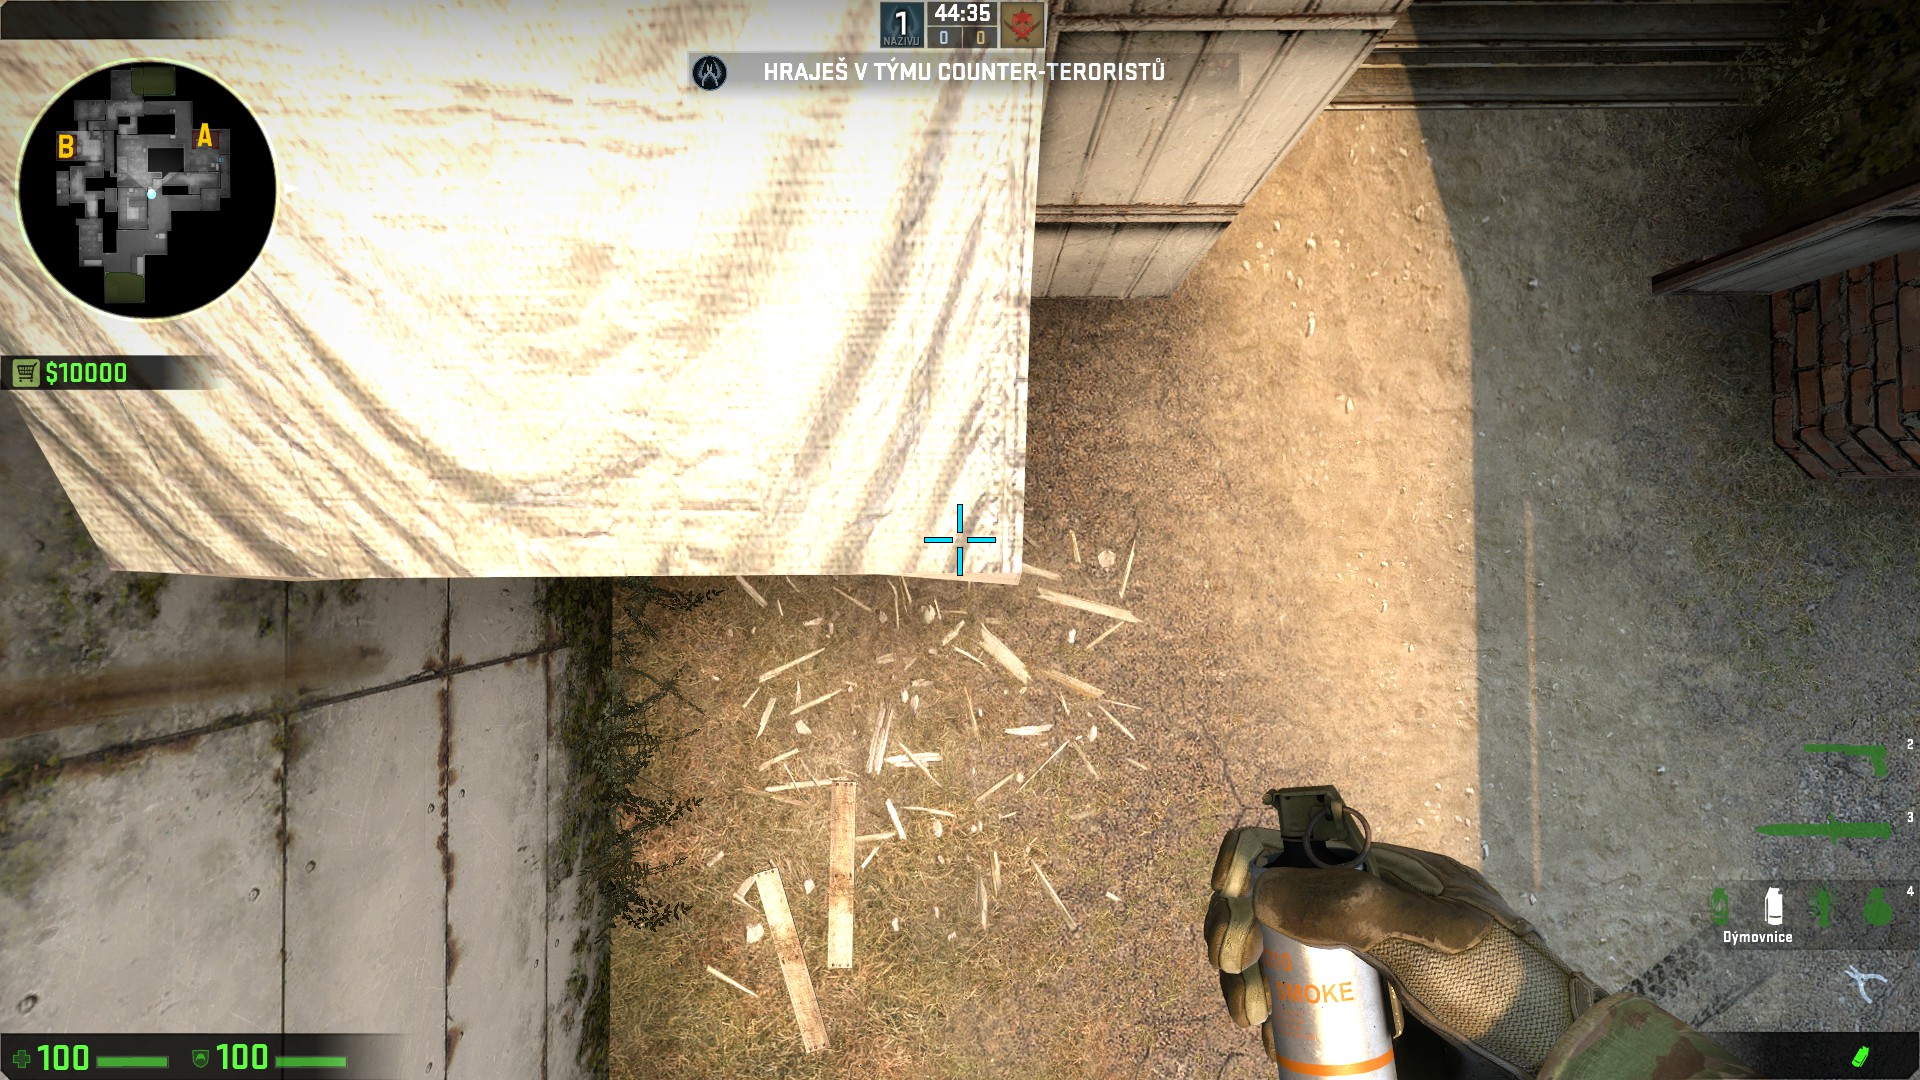 1
NAŽIVU
44:35
0 0
HRAJEŠ V TÝMU COUNTER-TERORISTŮ
B
A
$10000
2
3
4
Dýmovnice
SMOKE
100
100